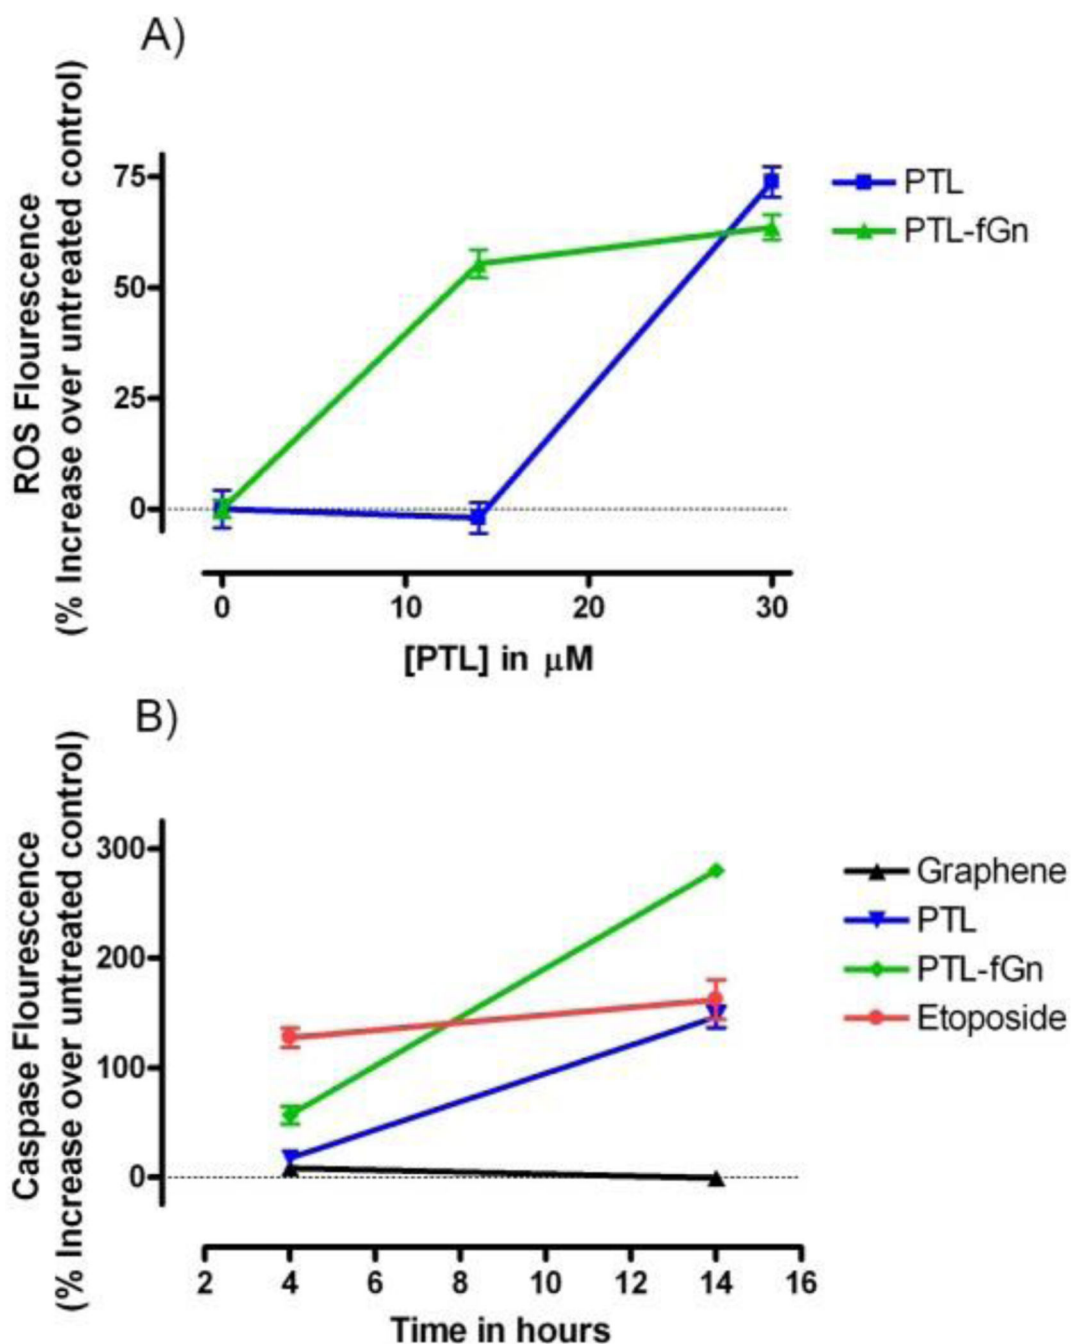 A)
ROS Flourescence
(% Increase over untreated control)
75
50
25
0
0 10 20 30
[PTL] in μM
PTL
PTL-fGn
B)
Caspase Flourescence
(% Increase over untreated control)
300
200
100
0
2 4 6 8 10 12 14 16
Time in hours
Graphene
PTL
PTL-fGn
Etoposide